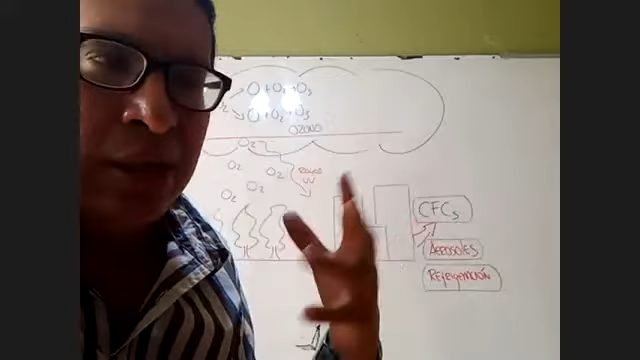 O + O2 → O3
O + O2 → O3
OZONO
O2
O2
O2
O2
O2
RAYOS
UV
CFCs
AEROSOLES
REFRIGERACIÓN